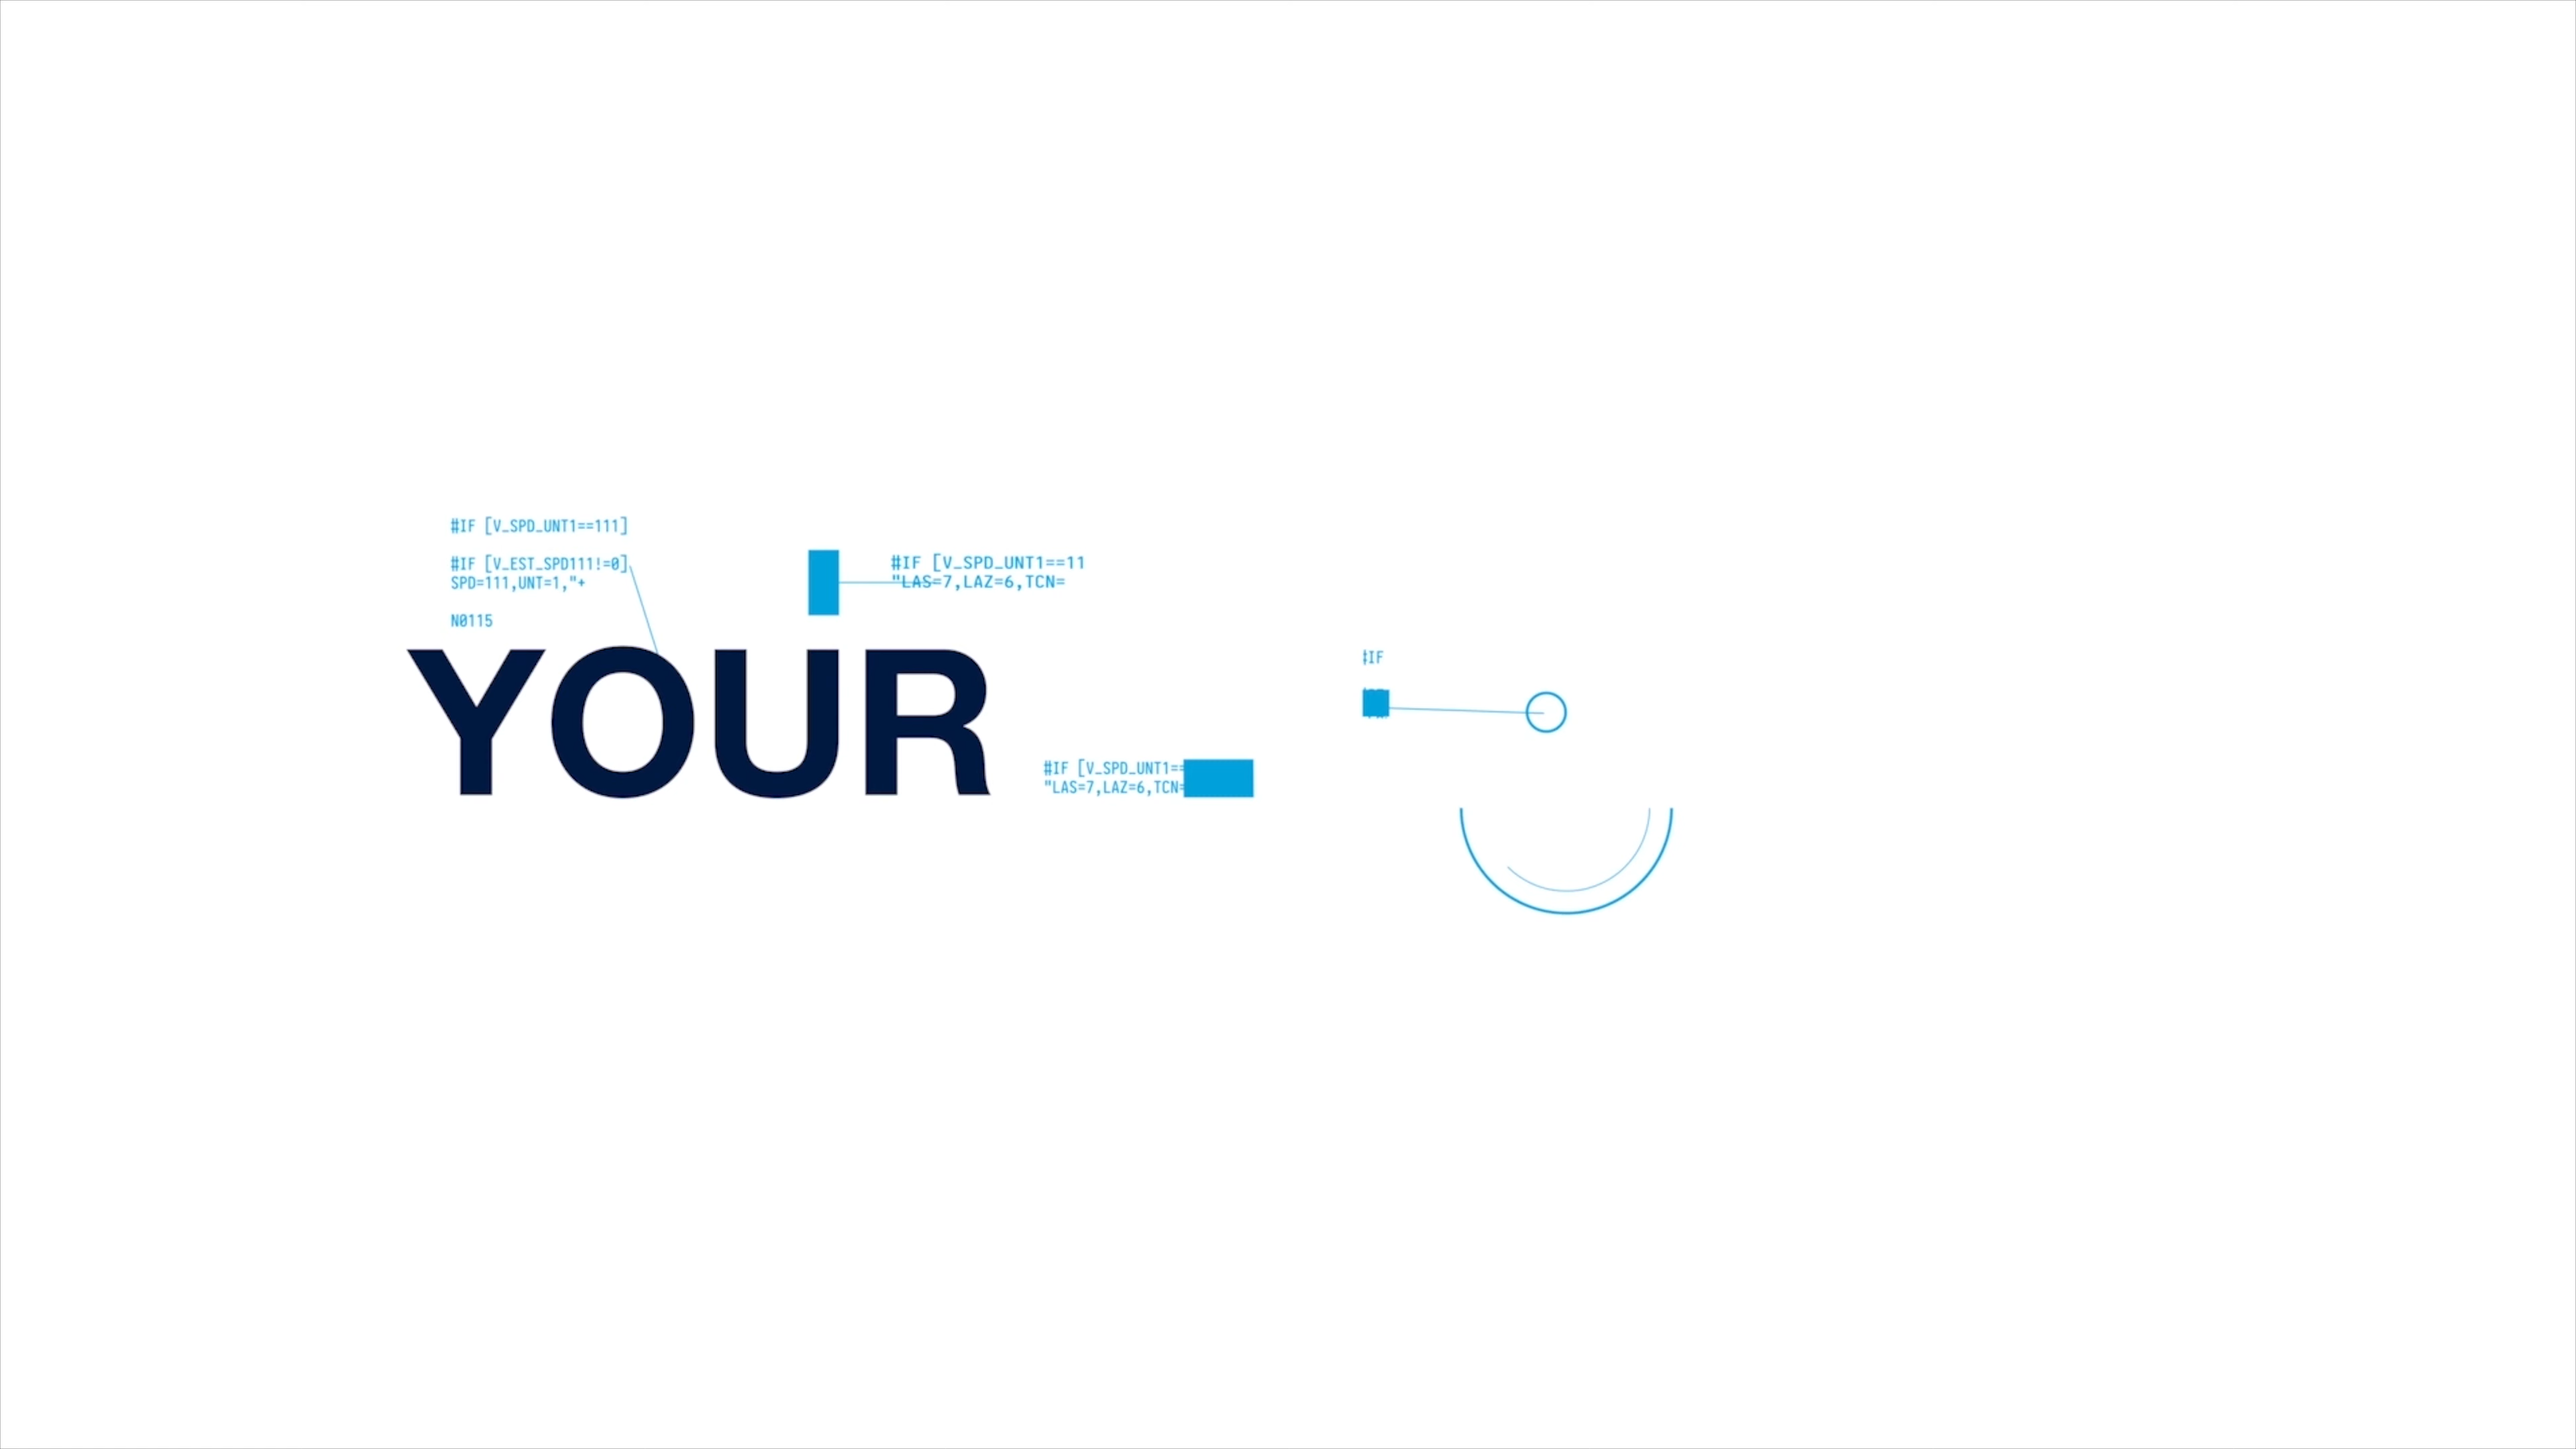 #IF [V_SPD_UNT1==111]
#IF [V_EST_SPD111!=0]
SPD=111,UNT=1,"+
N0115
#IF [V_SPD_UNT1==11
"LAS=7,LAZ=6,TCN=
YOUR
#IF [V_SPD_UNT1==
"LAS=7,LAZ=6,TCN=
#IF